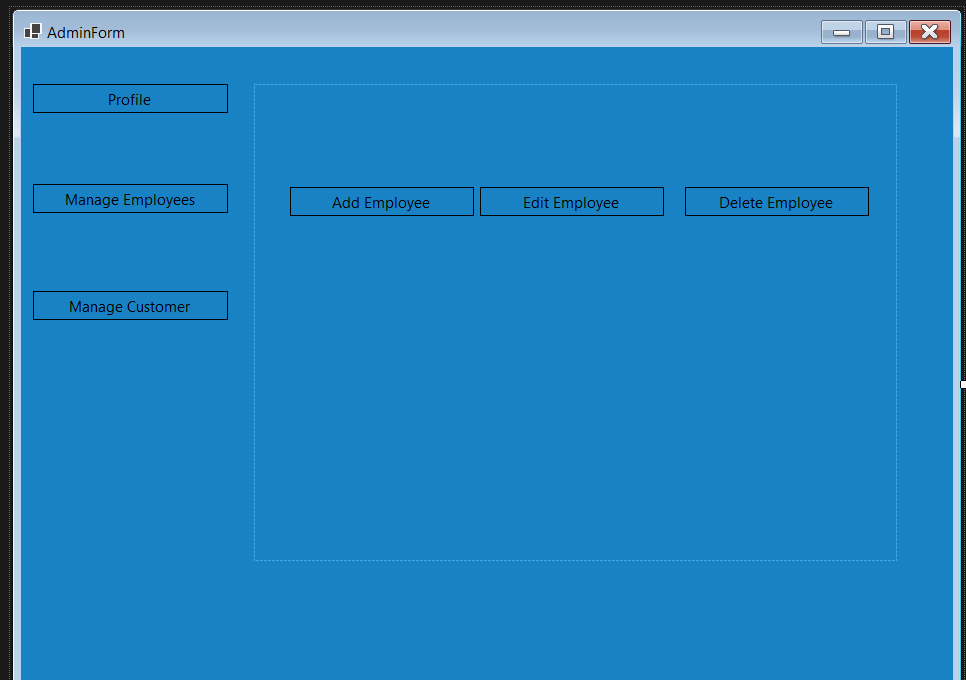 AdminForm
Profile
Manage Employees
Add Employee
Edit Employee
Delete Employee
Manage Customer